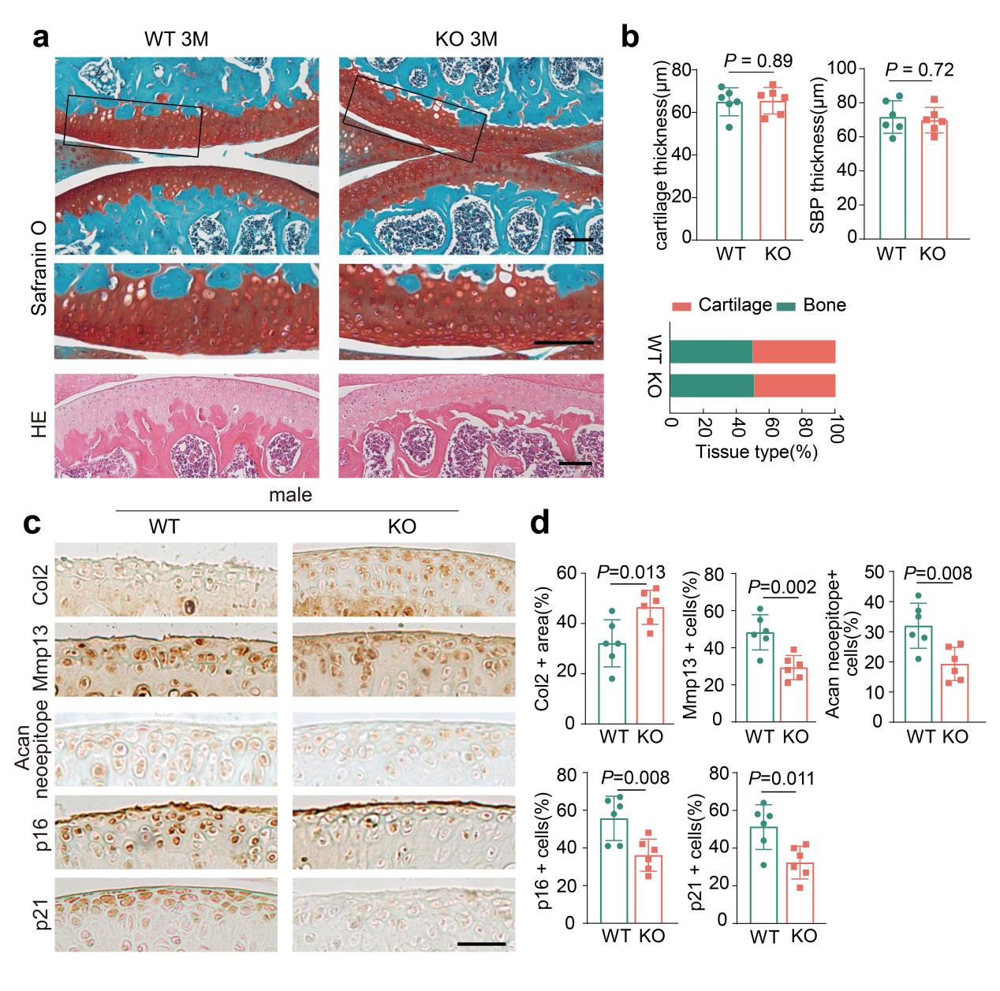 a
WT 3M
KO 3M
Safranin O
HE
b
cartilage thickness(μm)
80
60
40
20
0
P = 0.89
WT
KO
SBP thickness(μm)
100
80
60
40
20
0
P = 0.72
WT
KO
Cartilage
Bone
WT
KO
0
20
40
60
80
100
Tissue type(%)
male
c
WT
KO
Col2
Mmp13
Acan
neoepitope
p16
p21
d
Col2 + area(%)
60
40
20
0
P=0.013
WT
KO
Mmp13 + cells(%)
80
60
40
20
0
P=0.002
WT
KO
Acan neoepitope+
cells(%)
50
40
30
20
10
0
P=0.008
WT
KO
p16 + cells(%)
80
60
40
20
0
P=0.008
WT
KO
p21 + cells(%)
80
60
40
20
0
P=0.011
WT
KO